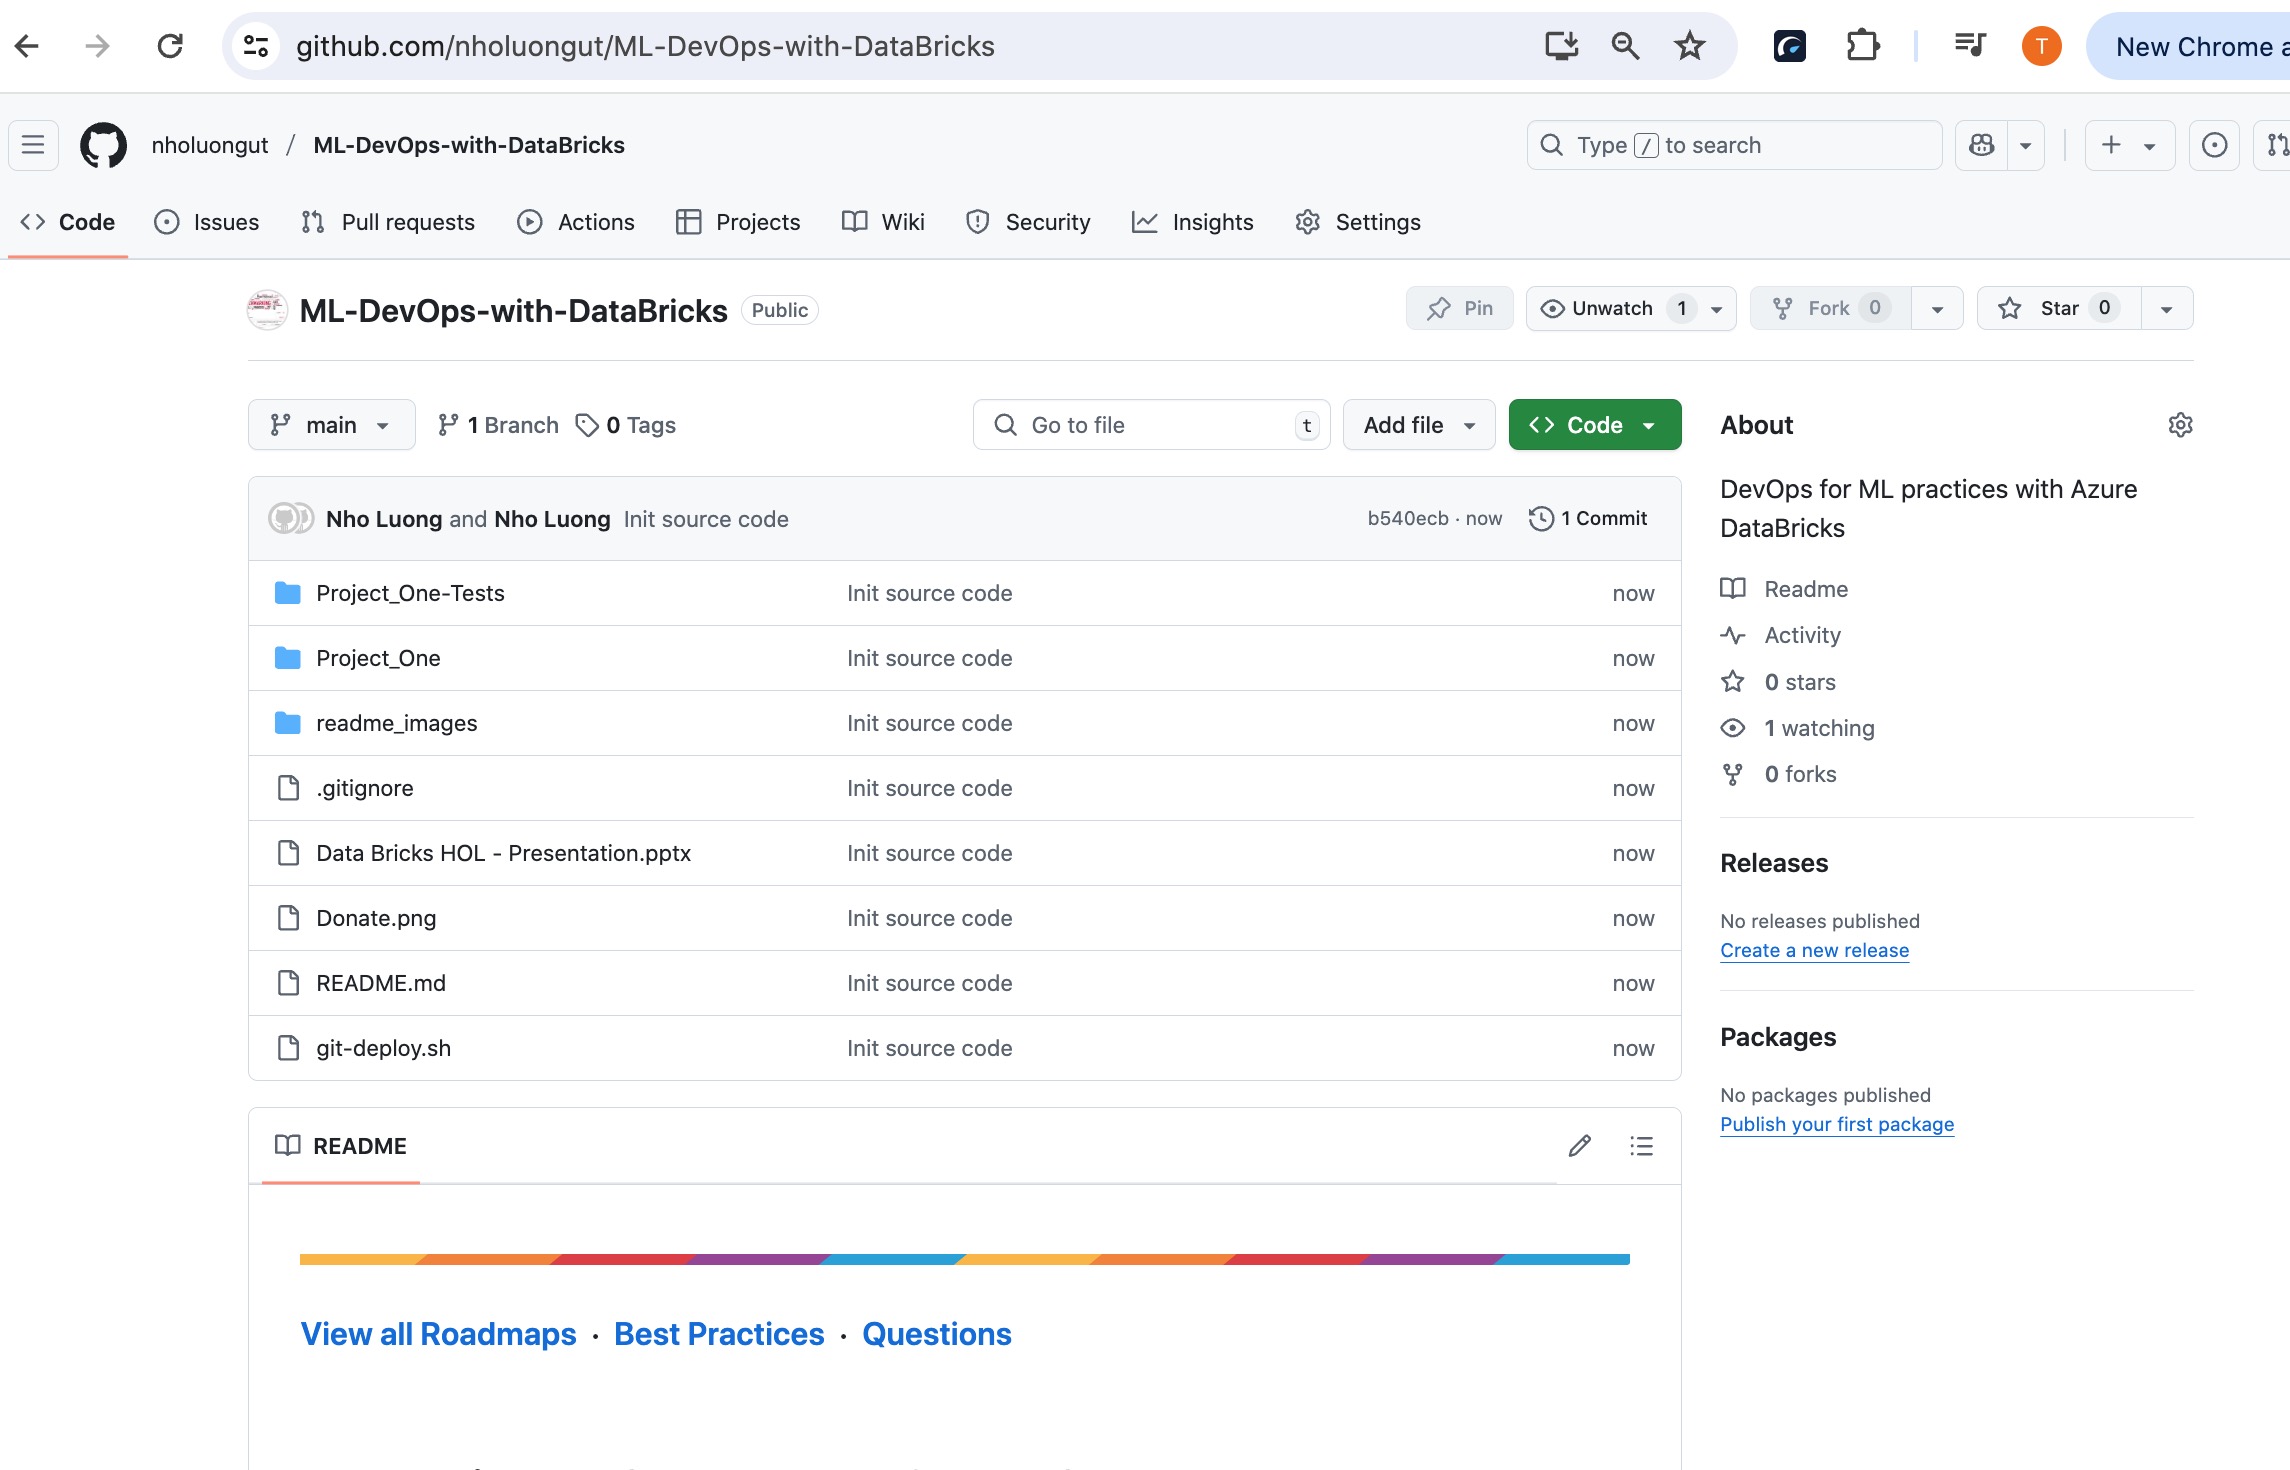 github.com/nholuongut/ML-DevOps-with-DataBricks
T
New Chrome a
nholuongut / ML-DevOps-with-DataBricks
Type / to search
Code Issues Pull requests Actions Projects Wiki Security Insights Settings
ML-DevOps-with-DataBricks Public
Pin Unwatch 1 Fork 0 Star 0
main 1 Branch 0 Tags Go to file t Add file Code
Nho Luong and Nho Luong Init source code b540ecb · now 1 Commit
Project_One-Tests Init source code now
Project_One Init source code now
readme_images Init source code now
.gitignore Init source code now
Data Bricks HOL - Presentation.pptx Init source code now
Donate.png Init source code now
README.md Init source code now
git-deploy.sh Init source code now
README
View all Roadmaps · Best Practices · Questions
About
DevOps for ML practices with Azure
DataBricks
Readme
Activity
0 stars
1 watching
0 forks
Releases
No releases published
Create a new release
Packages
No packages published
Publish your first package